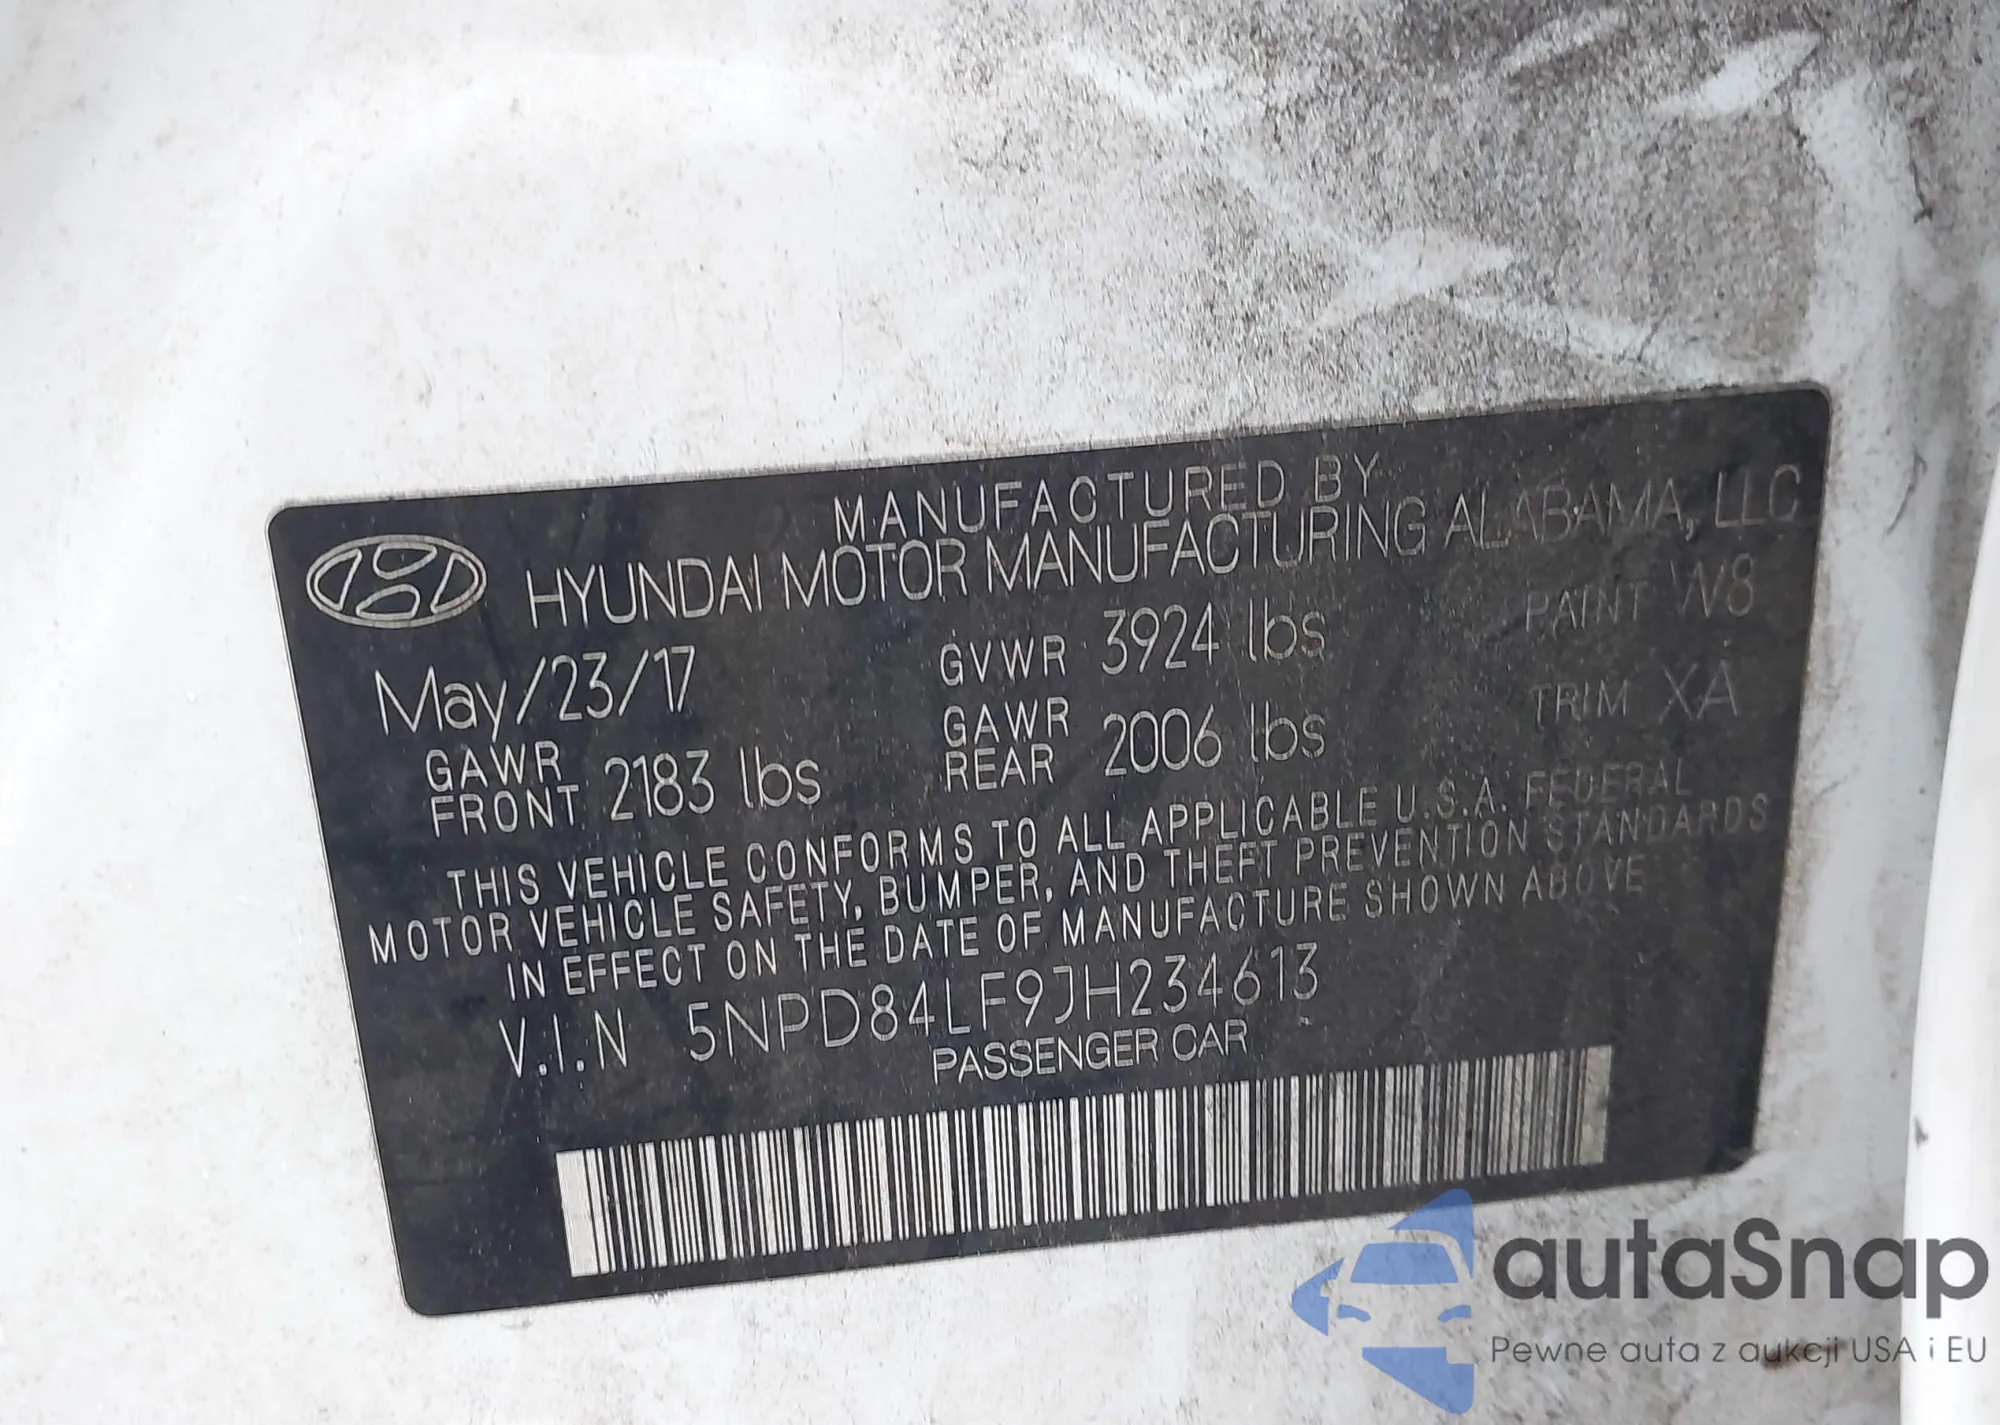 MANUFACTURED BY
HYUNDAI MOTOR MANUFACTURING ALABAMA, LLC
May/23/17 GVWR 3924 lbs PAINT W8
GAWR FRONT 2183 lbs GAWR REAR 2006 lbs TRIM XA
THIS VEHICLE CONFORMS TO ALL APPLICABLE U.S.A. FEDERAL
MOTOR VEHICLE SAFETY, BUMPER, AND THEFT PREVENTION STANDARDS
IN EFFECT ON THE DATE OF MANUFACTURE SHOWN ABOVE
V.I.N 5NPD84LF9JH234613
PASSENGER CAR
autaSnap
Pewne auta z aukcji USA i EU